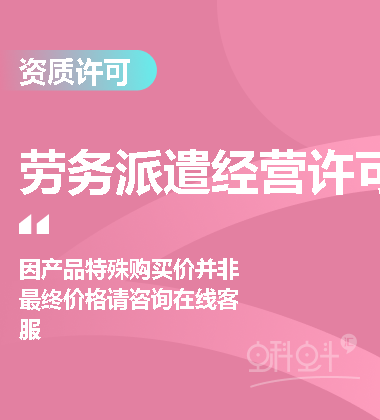 资质许可
劳务派遣经营许可
因产品特殊购买价并非
最终价格请咨询在线客
服